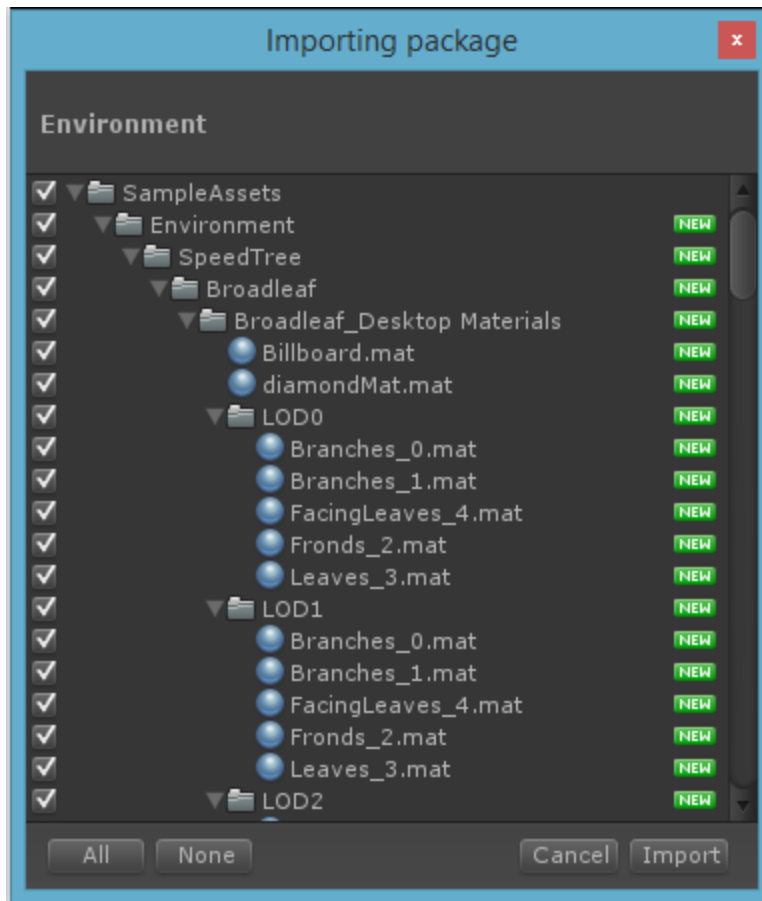 Importing package
x
Environment
SampleAssets
Environment NEW
SpeedTree NEW
Broadleaf NEW
Broadleaf_Desktop Materials NEW
Billboard.mat NEW
diamondMat.mat NEW
LOD0 NEW
Branches_0.mat NEW
Branches_1.mat NEW
FacingLeaves_4.mat NEW
Fronds_2.mat NEW
Leaves_3.mat NEW
LOD1 NEW
Branches_0.mat NEW
Branches_1.mat NEW
FacingLeaves_4.mat NEW
Fronds_2.mat NEW
Leaves_3.mat NEW
LOD2 NEW
All None Cancel Import